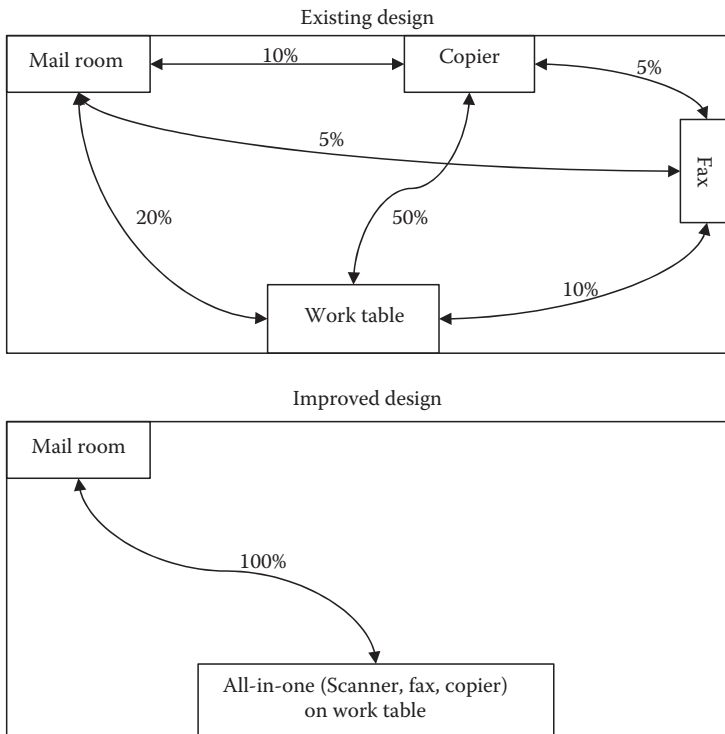 Existing design
Mail room
10%
Copier
5%
5%
Fax
20%
50%
10%
Work table
Improved design
Mail room
100%
All-in-one (Scanner, fax, copier)
on work table